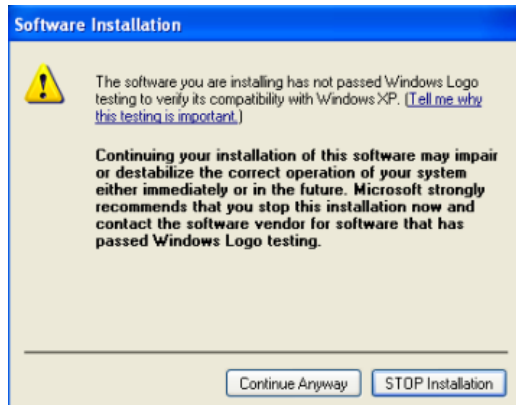 Software Installation
The software you are installing has not passed Windows Logo
testing to verify its compatibility with Windows XP. (Tell me why
this testing is important.)
Continuing your installation of this software may impair
or destabilize the correct operation of your system
either immediately or in the future. Microsoft strongly
recommends that you stop this installation now and
contact the software vendor for software that has
passed Windows Logo testing.
Continue Anyway
STOP Installation